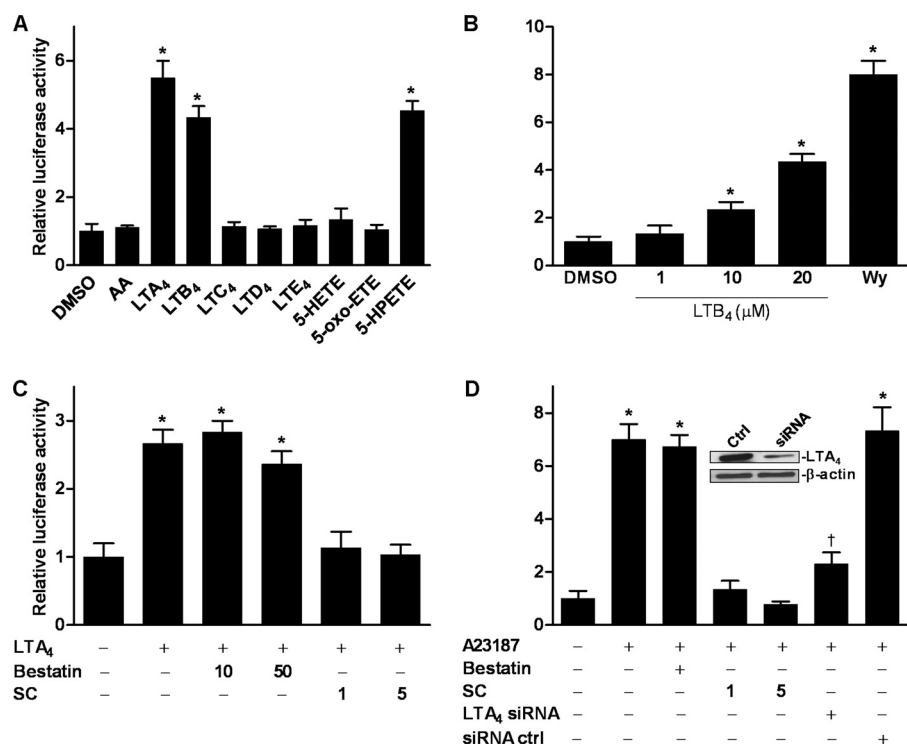 A
Relative luciferase activity
6
4
2
0
DMSO
AA
LTA4
LTB4
LTC4
LTD4
LTE4
5-HETE
5-oxo-ETE
5-HPETE
* * *
B
10
8
6
4
2
0
* * *
DMSO 1 10 20 Wy
LTB4 (μM)
C
Relative luciferase activity
3
2
1
0
* * *
LTA4 – + + + + +
Bestatin – – 10 50 – –
SC – – – – 1 5
D
8
6
4
2
0
* * † *
Ctrl siRNA
-LTA4
-β-actin
A23187 – + + + + + +
Bestatin – – + – – – –
SC – – – 1 5 – –
LTA4 siRNA – – – – – + –
siRNA ctrl – – – – – – +